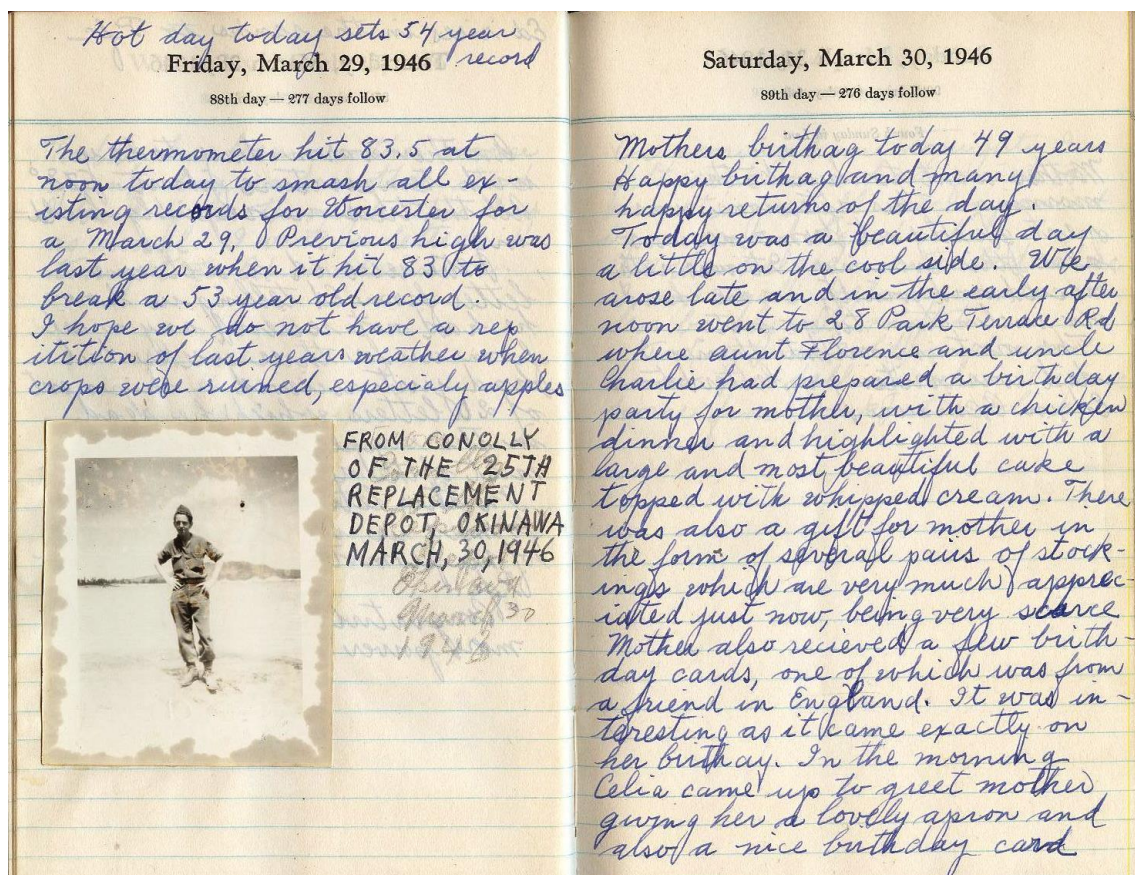 Hot day today sets 54 year
record
Friday, March 29, 1946
88th day — 277 days follow
The thermometer hit 83.5 at
noon today to smash all ex-
isting records for Worcester for
a March 29. Previous high was
last year when it hit 83 to
break a 53 year old record.
I hope we do not have a rep
itition of last years weather when
crops were ruined, especialy apples
FROM CONOLLY
OF THE 25TH
REPLACEMENT
DEPOT, OKINAWA
MARCH, 30, 1946
Okinawa
March 30
1946
Saturday, March 30, 1946
89th day — 276 days follow
Mothers birthag today 49 years
Happy birthag and many
happy returns of the day.
Today was a beautiful day
a little on the cool side. We
arose late and in the early after
noon went to 28 Park Terrace Rd
where aunt Florence and uncle
Charlie had prepared a birthday
party for mother, with a chicken
dinner and highlighted with a
large and most beautiful cake
topped with whipped cream. There
was also a gift for mother in
the form of several pairs of stock-
ings which are very much apprec-
iated just now, being very scarce
Mother also recieved a few birth-
day cards, one of which was from
a friend in England. It was in-
teresting as it came exactly on
her birthay. In the morning
Celia came up to greet mother
giving her a lovely apron and
also a nice birthday card